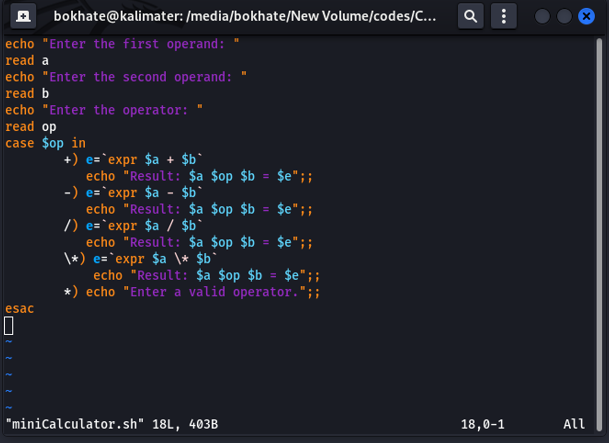 bokhate@kalimater: /media/bokhate/New Volume/codes/C...
echo "Enter the first operand: "
read a
echo "Enter the second operand: "
read b
echo "Enter the operator: "
read op
case $op in
        +) e=`expr $a + $b`
           echo "Result: $a $op $b = $e";;
        -) e=`expr $a - $b`
           echo "Result: $a $op $b = $e";;
        /) e=`expr $a / $b`
           echo "Result: $a $op $b = $e";;
        \*) e=`expr $a \* $b`
            echo "Result: $a $op $b = $e";;
        *) echo "Enter a valid operator.";;
esac
~
~
~
~
~
"miniCalculator.sh" 18L, 403B 18,0-1 All